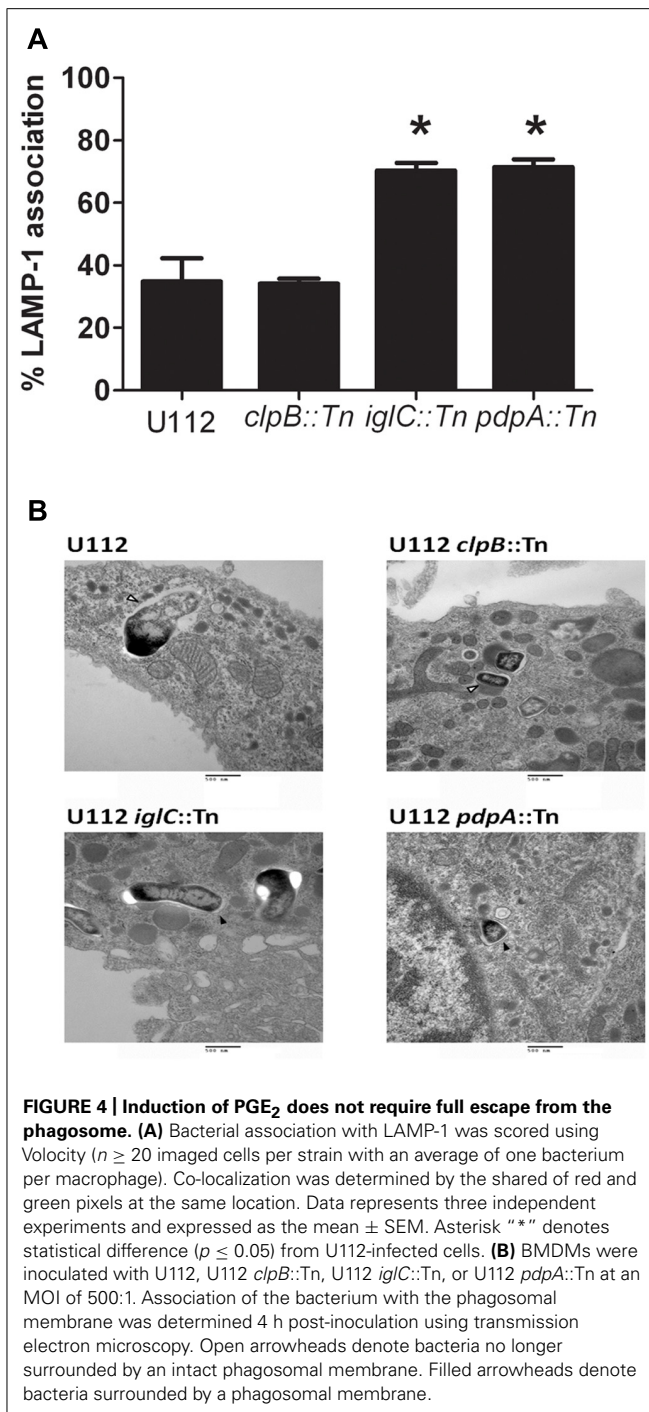 A
% LAMP-1 association
100
80
60
40
20
0
* *
U112 clpB::Tn iglC::Tn pdpA::Tn
B
U112
U112 clpB::Tn
500 nm
500 nm
U112 iglC::Tn
U112 pdpA::Tn
500 nm
500 nm
FIGURE 4 | Induction of PGE₂ does not require full escape from the
phagosome. (A) Bacterial association with LAMP-1 was scored using
Volocity (n ≥ 20 imaged cells per strain with an average of one bacterium
per macrophage). Co-localization was determined by the shared of red and
green pixels at the same location. Data represents three independent
experiments and expressed as the mean ± SEM. Asterisk “*” denotes
statistical difference (p ≤ 0.05) from U112-infected cells. (B) BMDMs were
inoculated with U112, U112 clpB::Tn, U112 iglC::Tn, or U112 pdpA::Tn at an
MOI of 500:1. Association of the bacterium with the phagosomal
membrane was determined 4 h post-inoculation using transmission
electron microscopy. Open arrowheads denote bacteria no longer
surrounded by an intact phagosomal membrane. Filled arrowheads denote
bacteria surrounded by a phagosomal membrane.